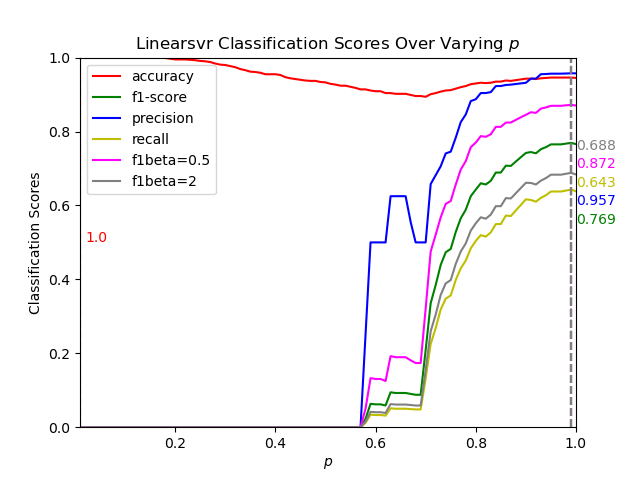 Linearsvr Classification Scores Over Varying p
1.0
0.8
0.6
0.4
0.2
0.0
Classification Scores
accuracy
f1-score
precision
recall
f1beta=0.5
f1beta=2
1.0
0.688
0.872
0.643
0.957
0.769
0.2 0.4 0.6 0.8 1.0
p